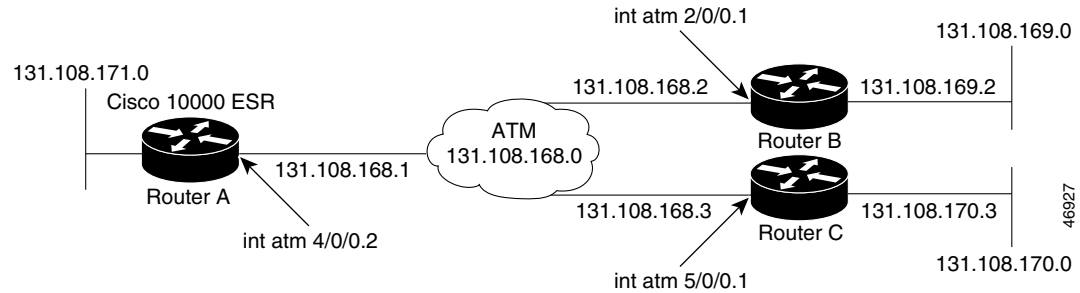 int atm 2/0/0.1
131.108.169.0
131.108.171.0
Cisco 10000 ESR
131.108.168.2
131.108.169.2
ATM
131.108.168.0
Router B
131.108.168.1
Router A
131.108.168.3
131.108.170.3
Router C
int atm 4/0/0.2
131.108.170.0
int atm 5/0/0.1
46927